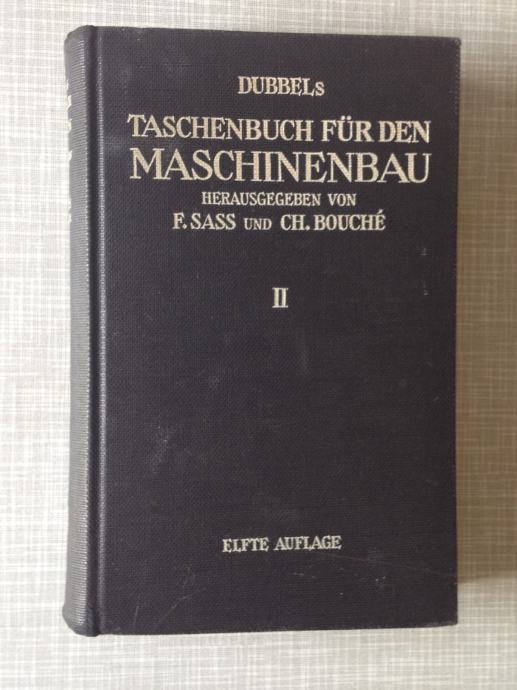 DUBBELs
TASCHENBUCH FÜR DEN
MASCHINENBAU
HERAUSGEGEBEN VON
F. SASS UND CH. BOUCHÉ
II
ELFTE AUFLAGE